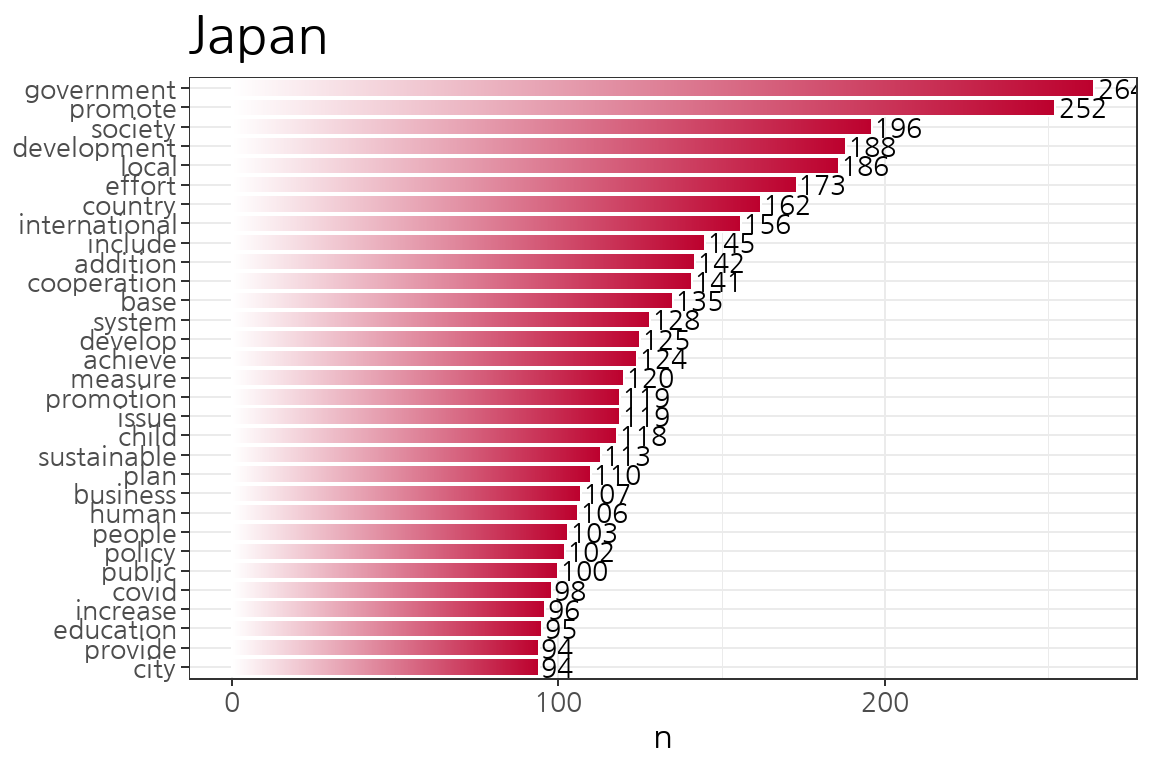 Japan
government 264
promote 252
society 196
development 188
local 186
effort 173
country 162
international 156
include 145
addition 142
cooperation 141
base 135
system 128
develop 125
achieve 124
measure 120
promotion 119
issue 119
child 118
sustainable 113
plan 110
business 107
human 106
people 103
policy 102
public 100
covid 98
increase 96
education 95
provide 94
city 94
0 100 200
n